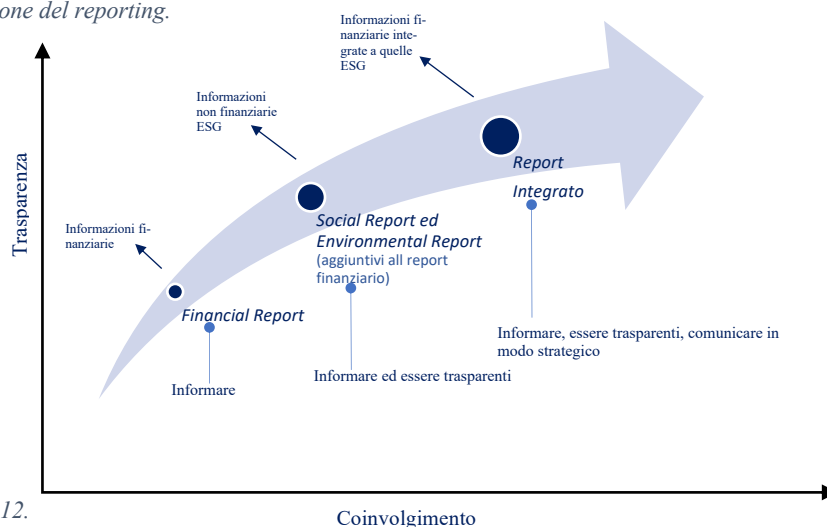 one del reporting.
Informazioni fi-
nanziarie inte-
grate a quelle
ESG
Informazioni
non finanziarie
ESG
Report
Integrato
Trasparenza
Social Report ed
Environmental Report
(aggiuntivi all report
finanziario)
Informazioni fi-
nanziarie
Financial Report
Informare, essere trasparenti, comunicare in
modo strategico
Informare ed essere trasparenti
Informare
12.
Coinvolgimento